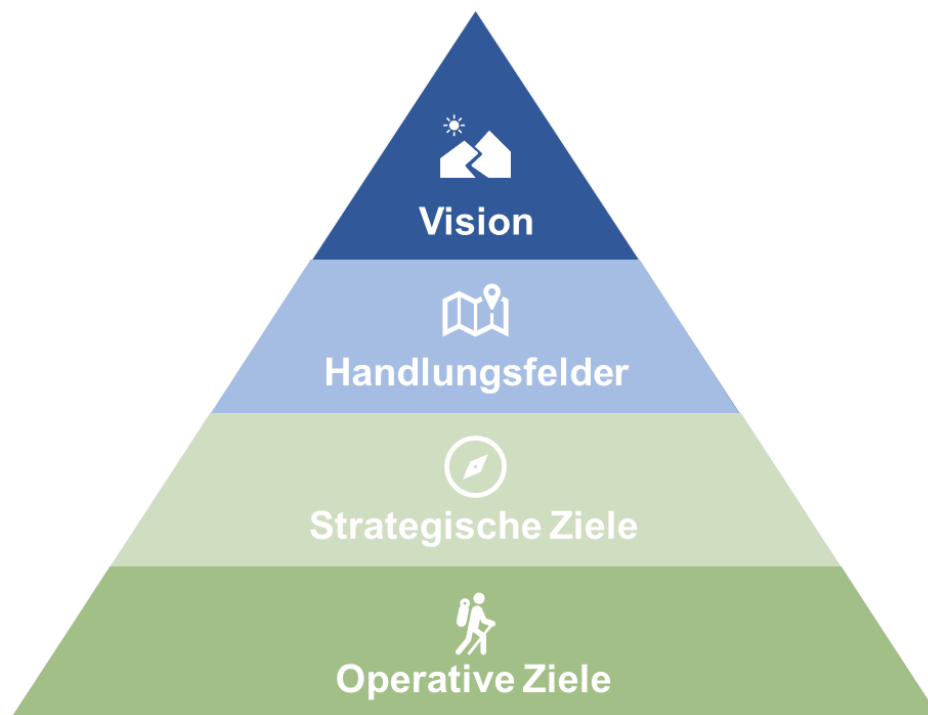 Vision
Handlungsfelder
Strategische Ziele
Operative Ziele